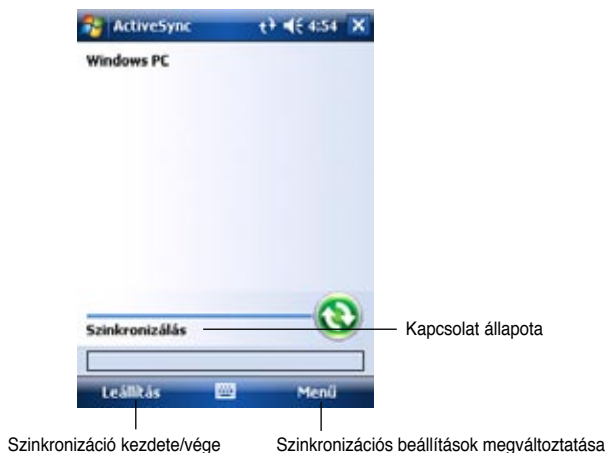 ActiveSync 4:54
Windows PC
Szinkronizálás
Kapcsolat állapota
Leállítás Menü
Szinkronizáció kezdete/vége Szinkronizációs beállítások megváltoztatása